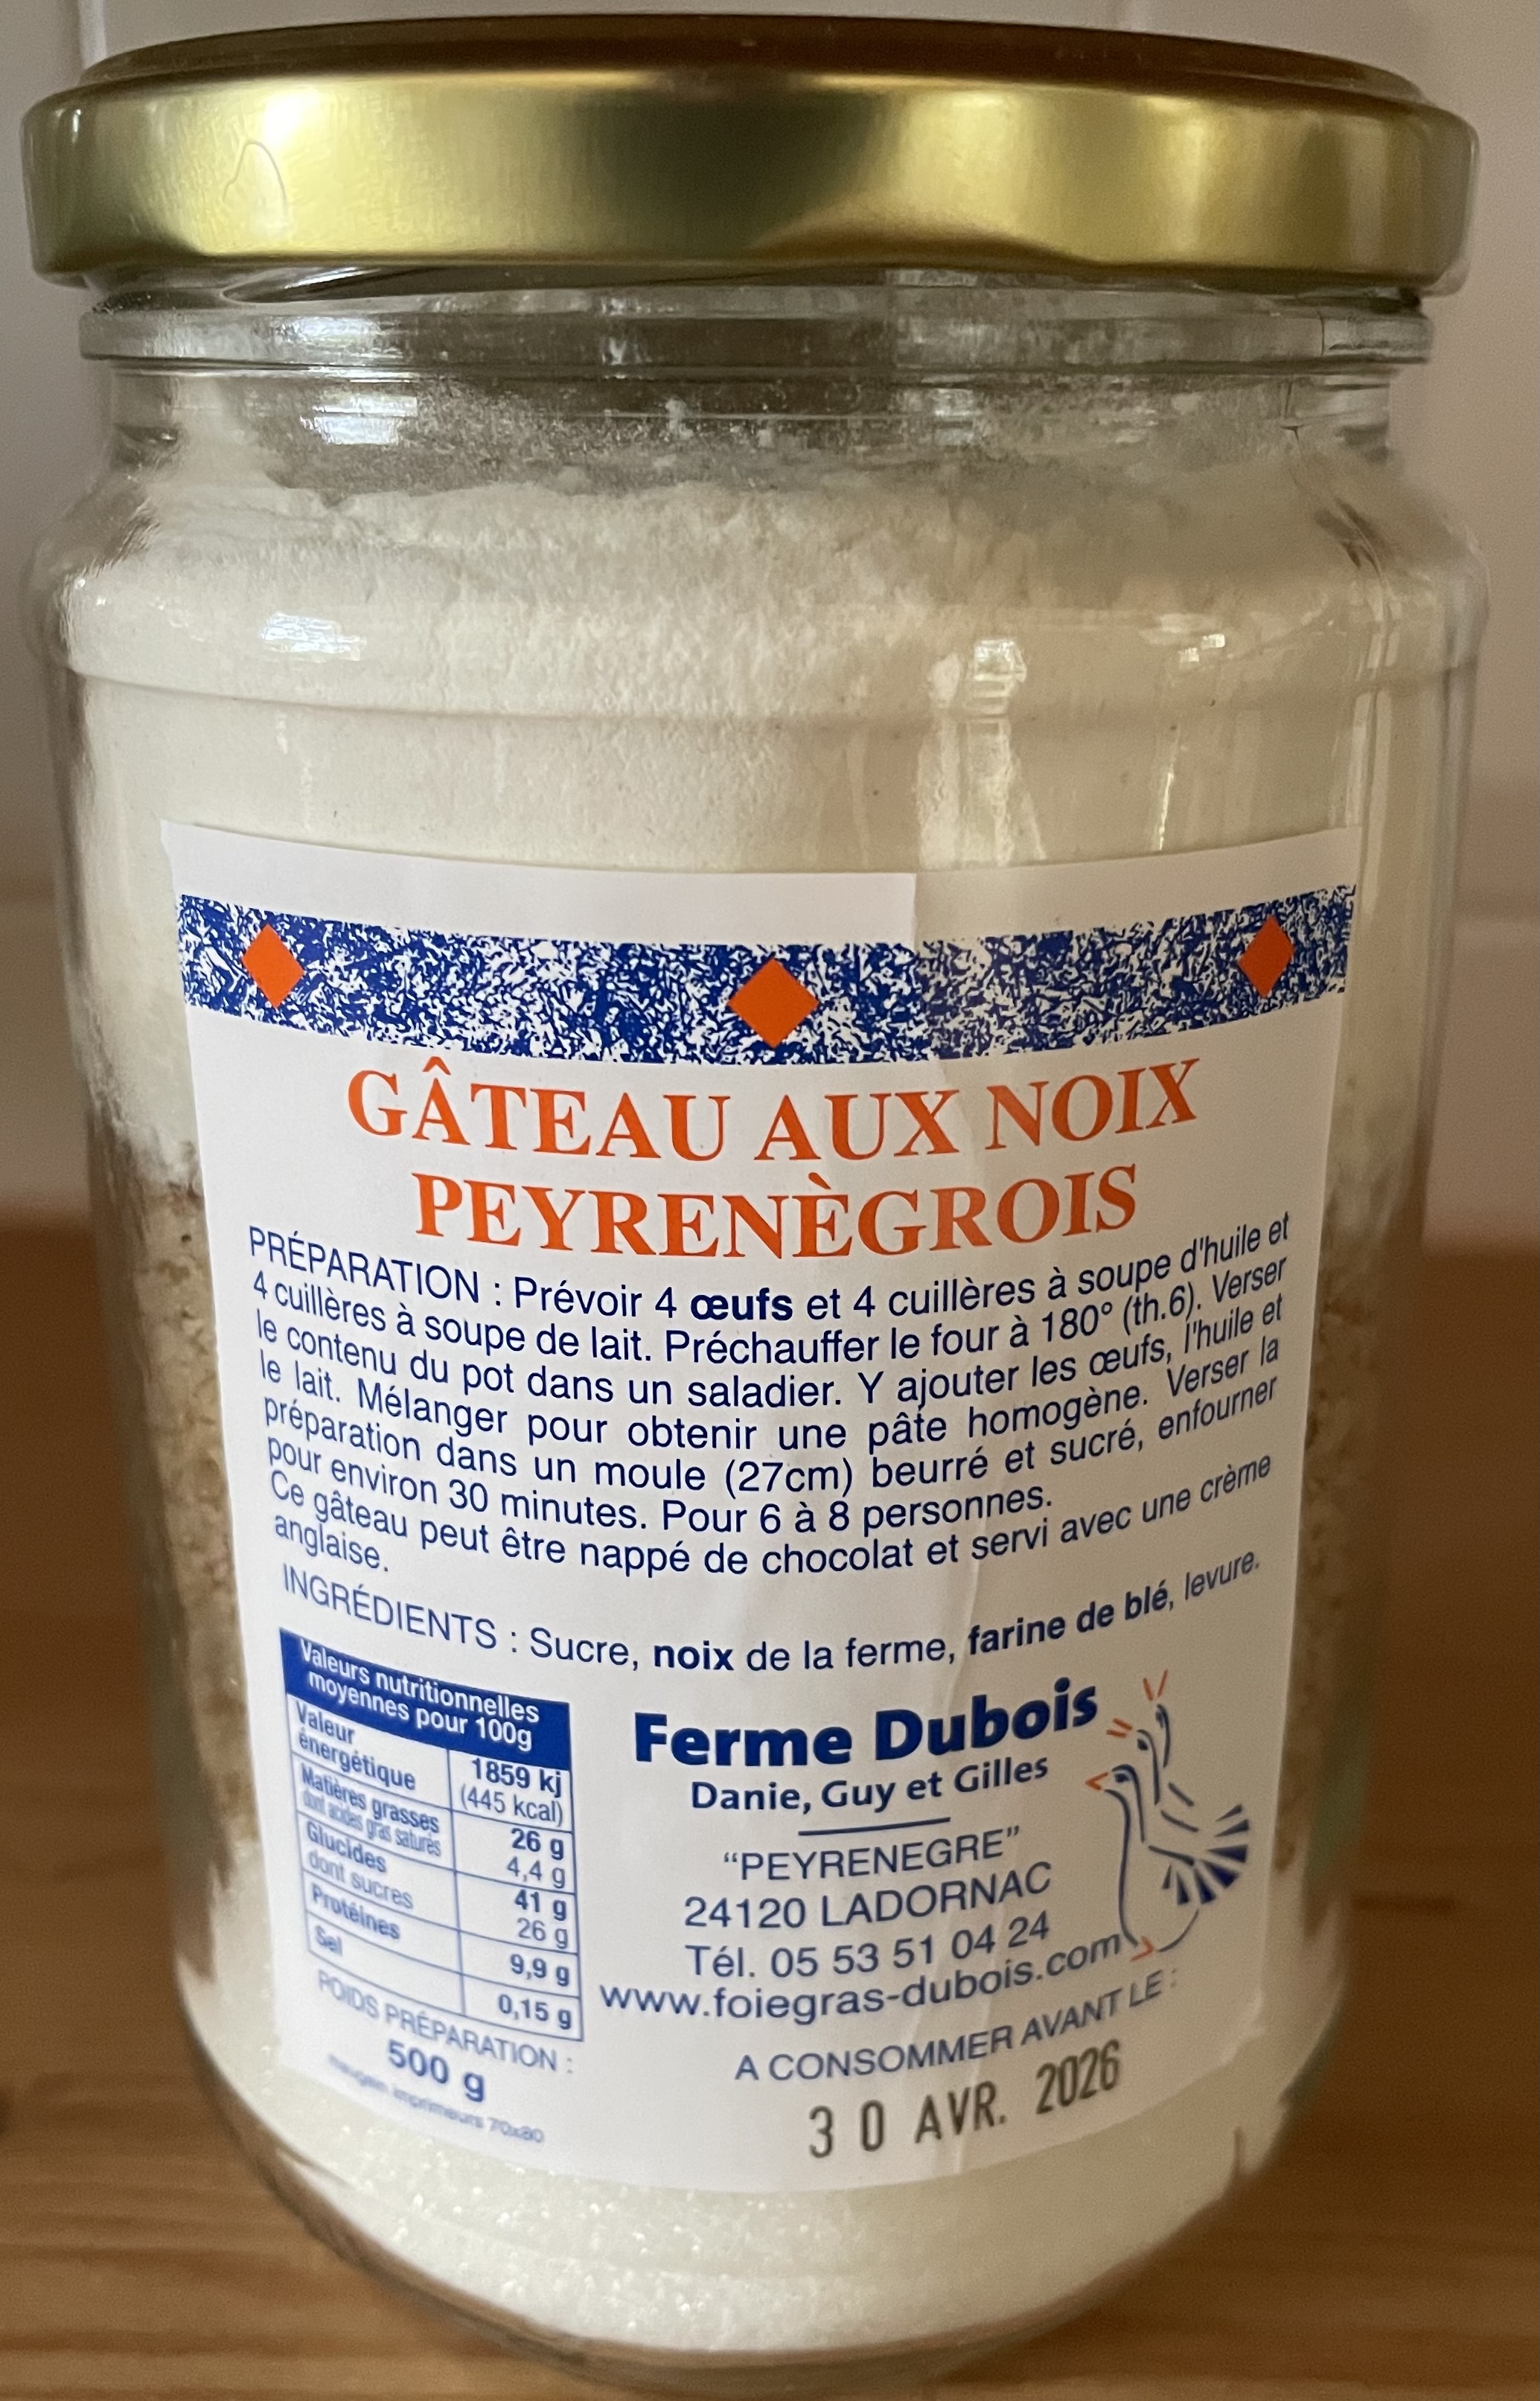 GÂTEAU AUX NOIX
PEYRENÈGROIS
PRÉPARATION : Prévoir 4 œufs et 4 cuillères à soupe d'huile et
4 cuillères à soupe de lait. Préchauffer le four à 180° (th.6). Verser
le contenu du pot dans un saladier. Y ajouter les œufs, l'huile et
le lait. Mélanger pour obtenir une pâte homogène. Verser la
préparation dans un moule (27cm) beurré et sucré, enfourner
pour environ 30 minutes. Pour 6 à 8 personnes.
Ce gâteau peut être nappé de chocolat et servi avec une crème
anglaise.
INGRÉDIENTS : Sucre, noix de la ferme, farine de blé, levure.
Valeurs nutritionnelles
moyennes pour 100g
Valeur
énergétique 1859 kj
(445 kcal)
Matières grasses 26 g
dont acides gras saturés 4,4 g
Glucides 41 g
dont sucres 26 g
Protéines 9,9 g
Sel 0,15 g
POIDS PRÉPARATION :
500 g
imprimeurs 70x80
Ferme Dubois
Danie, Guy et Gilles
“PEYRENEGRE”
24120 LADORNAC
Tél. 05 53 51 04 24
www.foiegras-dubois.com
A CONSOMMER AVANT LE :
30 AVR. 2026